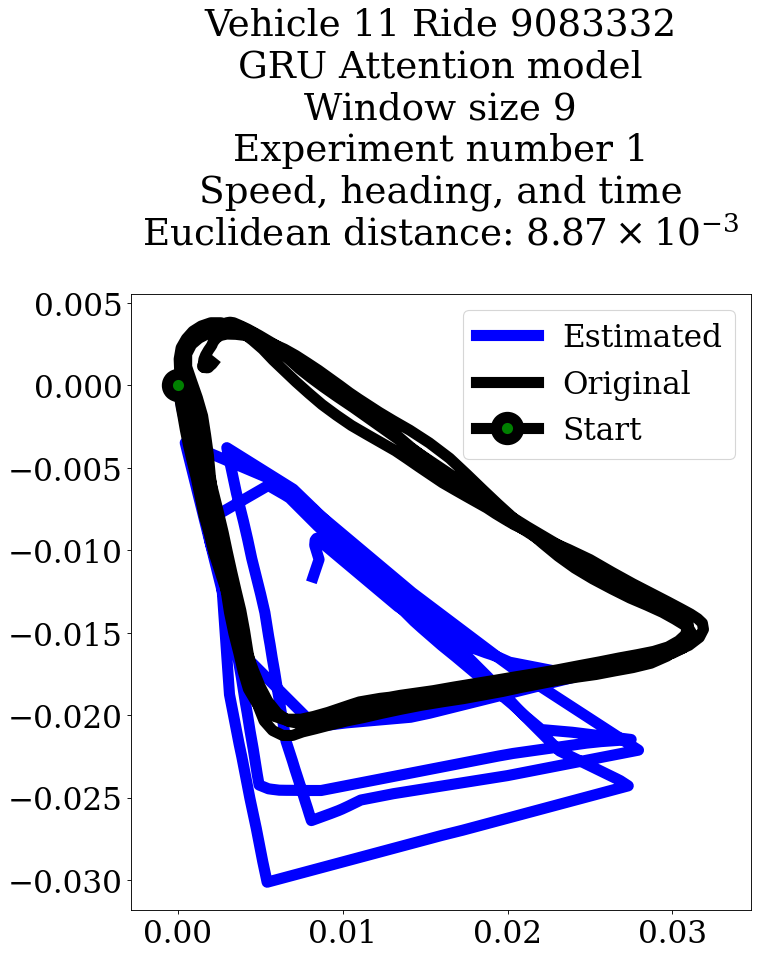 Vehicle 11 Ride 9083332
GRU Attention model
Window size 9
Experiment number 1
Speed, heading, and time
Euclidean distance: 8.87 × 10⁻³
Estimated
Original
Start
0.005
0.000
−0.005
−0.010
−0.015
−0.020
−0.025
−0.030
0.00 0.01 0.02 0.03